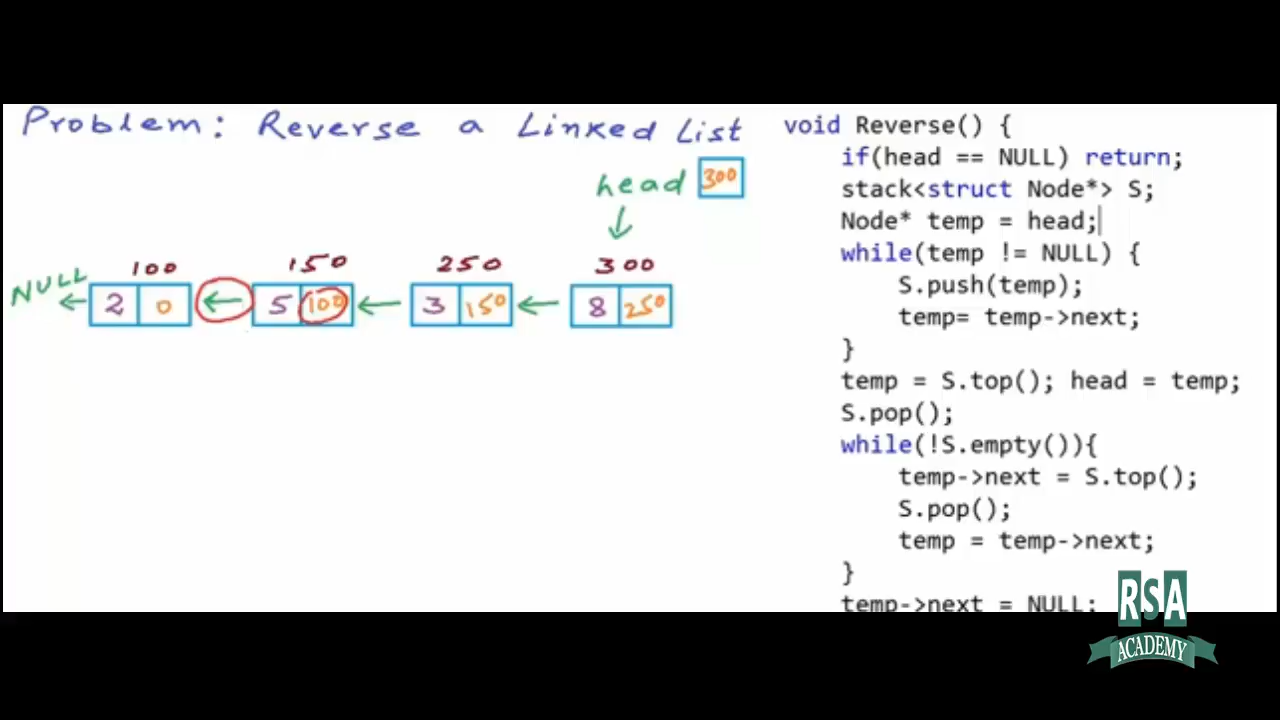 Problem: Reverse a Linked List
head 300
NULL
100 150 250 300
2 0 5 100 3 150 8 250
void Reverse() {
if(head == NULL) return;
stack<struct Node*> S;
Node* temp = head;
while(temp != NULL) {
S.push(temp);
temp= temp->next;
}
temp = S.top(); head = temp;
S.pop();
while(!S.empty()){
temp->next = S.top();
S.pop();
temp = temp->next;
}
temp->next = NULL;
RSA
ACADEMY